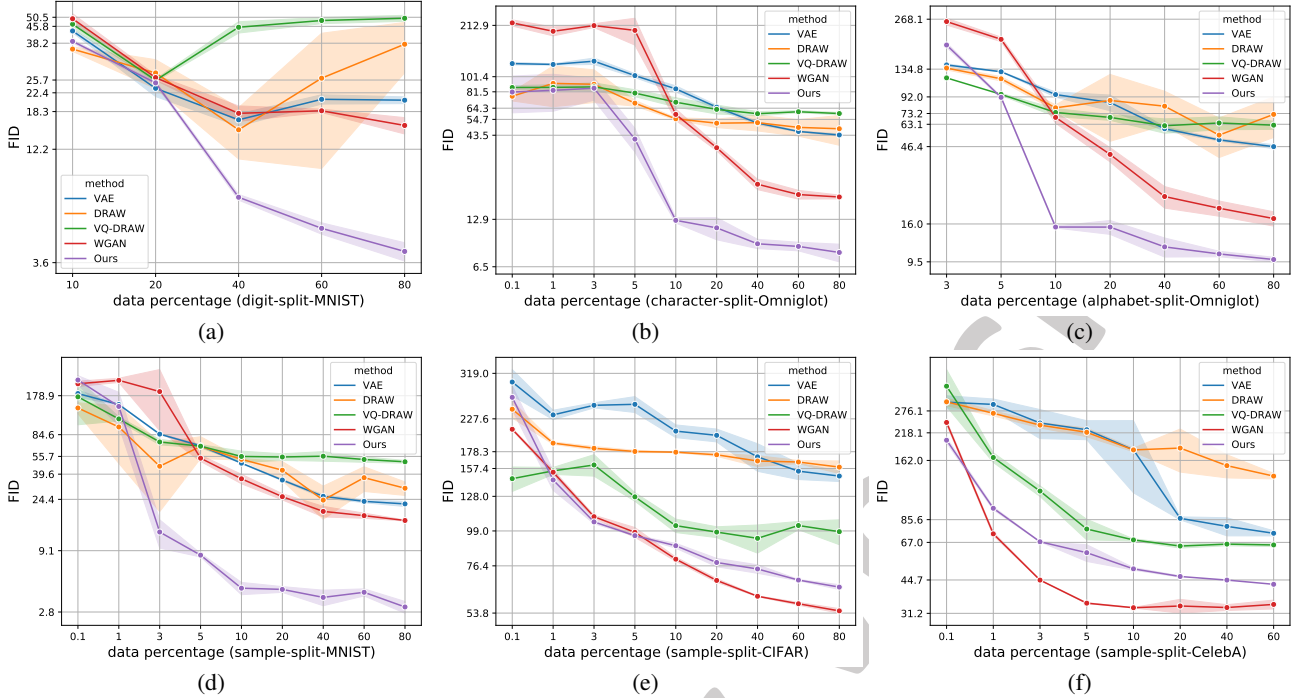 50.5
45.8
38.2
25.7
22.4
18.3
12.2
3.6
FID
method
VAE
DRAW
VQ-DRAW
WGAN
Ours
10 20 40 60 80
data percentage (digit-split-MNIST)
(a)
212.9
101.4
81.5
64.3
54.7
43.5
12.9
6.5
FID
method
VAE
DRAW
VQ-DRAW
WGAN
Ours
0.1 1 3 5 10 20 40 60 80
data percentage (character-split-Omniglot)
(b)
268.1
134.8
92.0
73.2
63.1
46.4
16.0
9.5
FID
method
VAE
DRAW
VQ-DRAW
WGAN
Ours
3 5 10 20 40 60 80
data percentage (alphabet-split-Omniglot)
(c)
178.9
84.6
55.7
39.6
24.4
9.1
2.8
FID
method
VAE
DRAW
VQ-DRAW
WGAN
Ours
0.1 1 3 5 10 20 40 60 80
data percentage (sample-split-MNIST)
(d)
319.0
227.6
178.3
157.4
128.0
99.0
76.4
53.8
FID
method
VAE
DRAW
VQ-DRAW
WGAN
Ours
0.1 1 3 5 10 20 40 60 80
data percentage (sample-split-CIFAR)
(e)
276.1
218.1
162.0
85.6
67.0
44.7
31.2
FID
method
VAE
DRAW
VQ-DRAW
WGAN
Ours
0.1 1 3 5 10 20 40 60
data percentage (sample-split-CelebA)
(f)